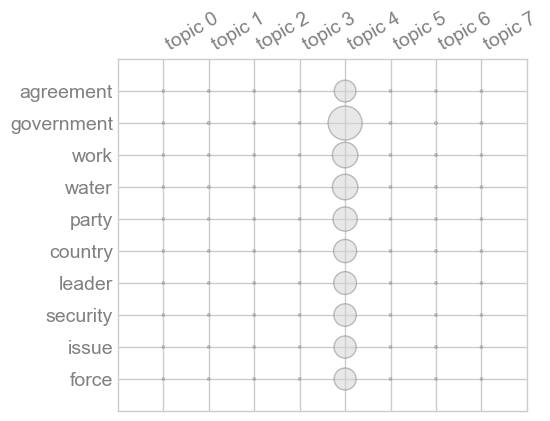 topic 0 topic 1 topic 2 topic 3 topic 4 topic 5 topic 6 topic 7
agreement
government
work
water
party
country
leader
security
issue
force